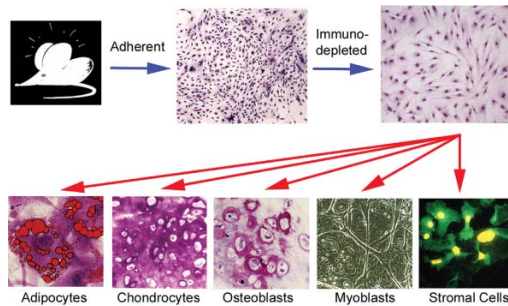 Adherent
Immuno-
depleted
Adipocytes
Chondrocytes
Osteoblasts
Myoblasts
Stromal Cells